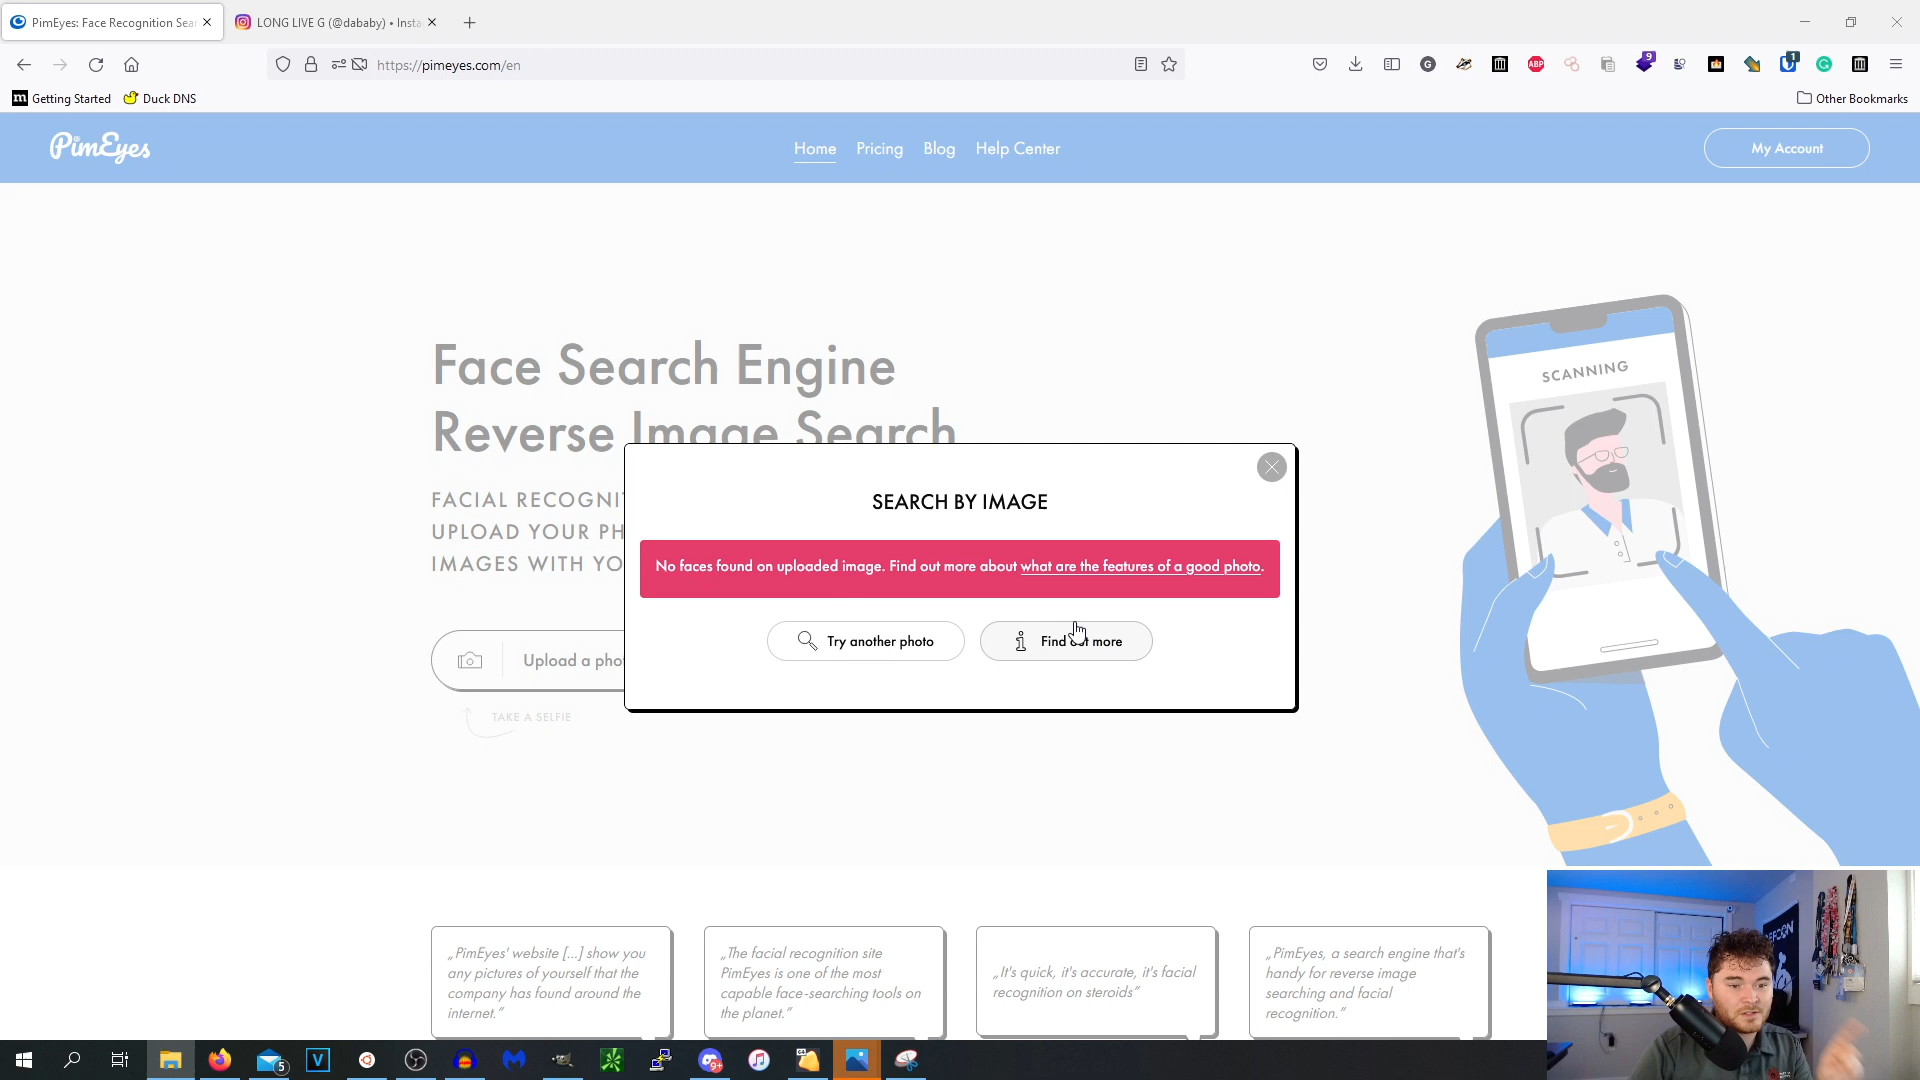 PimEyes: Face Recognition Sea
LONG LIVE G (@dababy) • Insta
https://pimeyes.com/en
Getting Started
Duck DNS
Other Bookmarks
PimEyes
Home
Pricing
Blog
Help Center
My Account
SCANNING
Face Search Engine
Reverse Image Search
FACIAL RECOGNI
UPLOAD YOUR PH
IMAGES WITH YO
SEARCH BY IMAGE
No faces found on uploaded image. Find out more about what are the features of a good photo.
Try another photo
Find out more
Upload a pho
TAKE A SELFIE
„PimEyes' website [...] show you
any pictures of yourself that the
company has found around the
internet.”
„The facial recognition site
PimEyes is one of the most
capable face-searching tools on
the planet.”
„It's quick, it's accurate, it's facial
recognition on steroids”
„PimEyes, a search engine that's
handy for reverse image
searching and facial
recognition.”